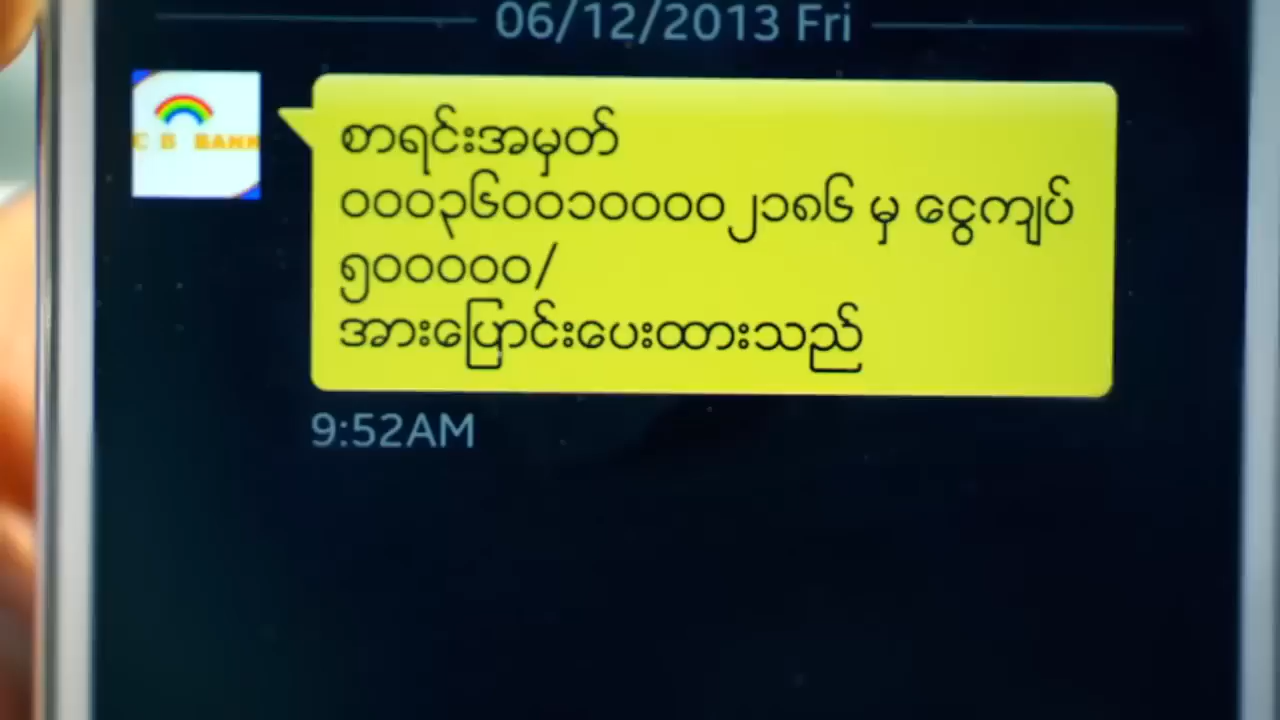 06/12/2013 Fri
C B BANK
စာရင်းအမှတ်
၀၀၀၃၆၀၀၁၀၀၀၀၂၁၈၆ မှ ငွေကျပ်
၅၀၀၀၀၀/
အားပြောင်းပေးထားသည်
9:52AM